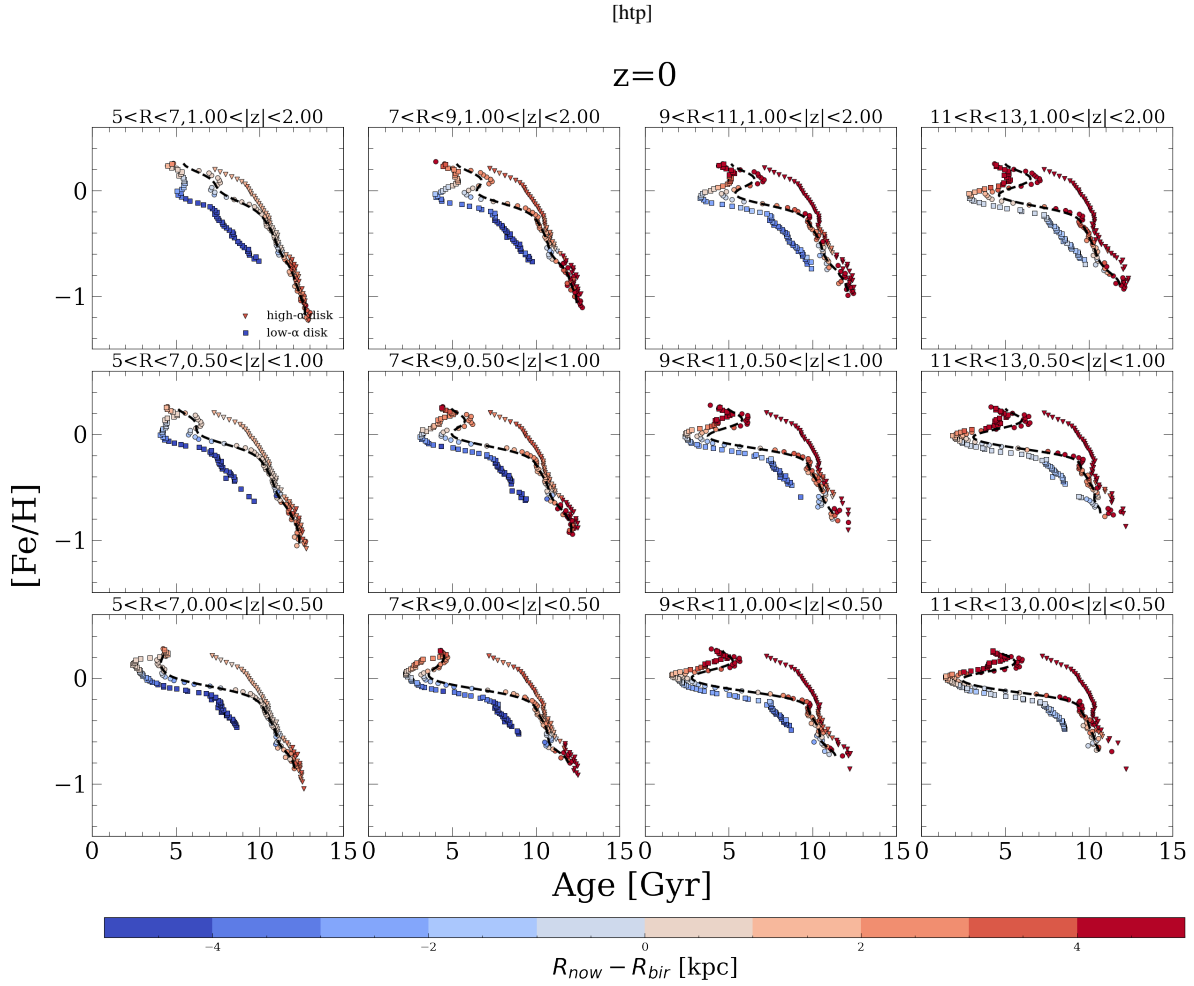 [htp]
z=0
5<R<7,1.00<|z|<2.00 7<R<9,1.00<|z|<2.00 9<R<11,1.00<|z|<2.00 11<R<13,1.00<|z|<2.00
0
−1
high-α disk
low-α disk
5<R<7,0.50<|z|<1.00 7<R<9,0.50<|z|<1.00 9<R<11,0.50<|z|<1.00 11<R<13,0.50<|z|<1.00
0
−1
[Fe/H]
5<R<7,0.00<|z|<0.50 7<R<9,0.00<|z|<0.50 9<R<11,0.00<|z|<0.50 11<R<13,0.00<|z|<0.50
0
−1
0 5 10 15 0 5 10 15 0 5 10 15 0 5 10 15
Age [Gyr]
−4 −2 0 2 4
R_now − R_bir [kpc]